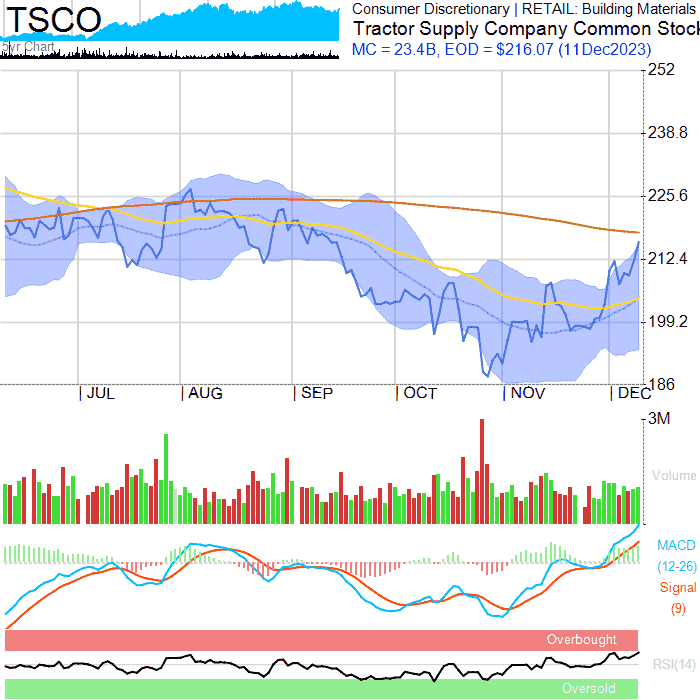 TSCO
5yr Chart
Consumer Discretionary | RETAIL: Building Materials
Tractor Supply Company Common Stock
MC = 23.4B, EOD = $216.07 (11Dec2023)
252
238.8
225.6
212.4
199.2
186
| JUL | AUG | SEP | OCT | NOV | DEC
3M
Volume
MACD
(12-26)
Signal
(9)
Overbought
RSI(14)
Oversold